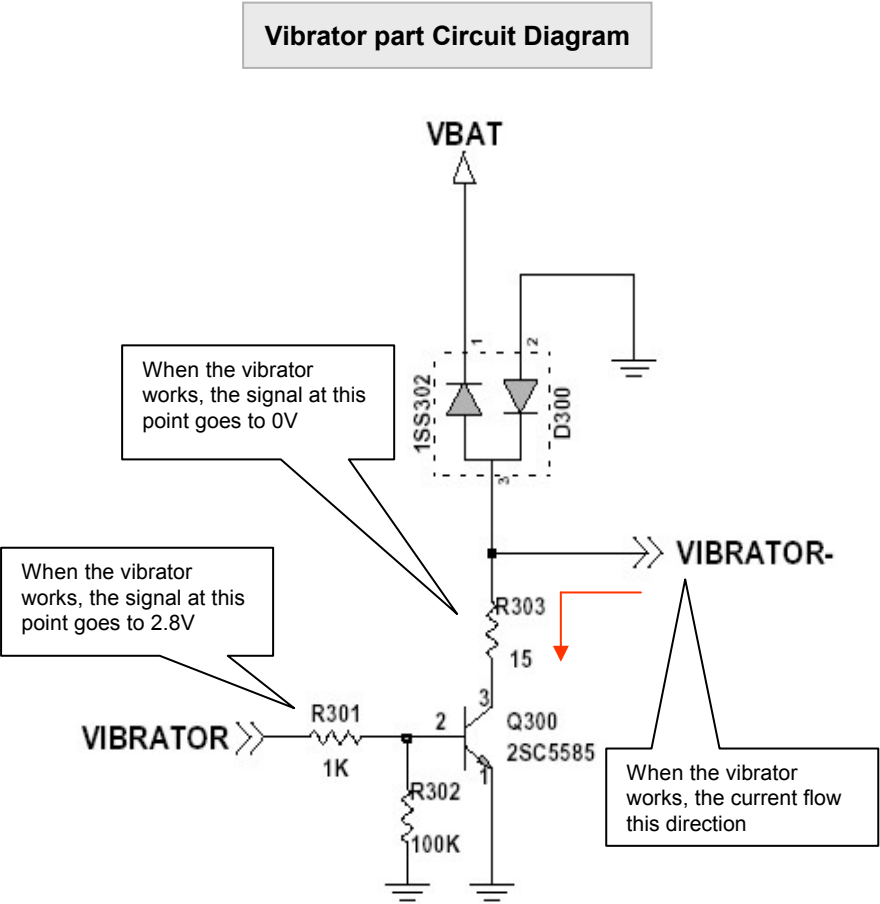 Vibrator part Circuit Diagram
VBAT
1
2
When the vibrator
works, the signal at this
point goes to 0V
1SS302
D300
3
When the vibrator
works, the signal at this
point goes to 2.8V
VIBRATOR-
R303
15
3
R301
VIBRATOR
2
Q300
2SC5585
1K
1
R302
100K
When the vibrator
works, the current flow
this direction